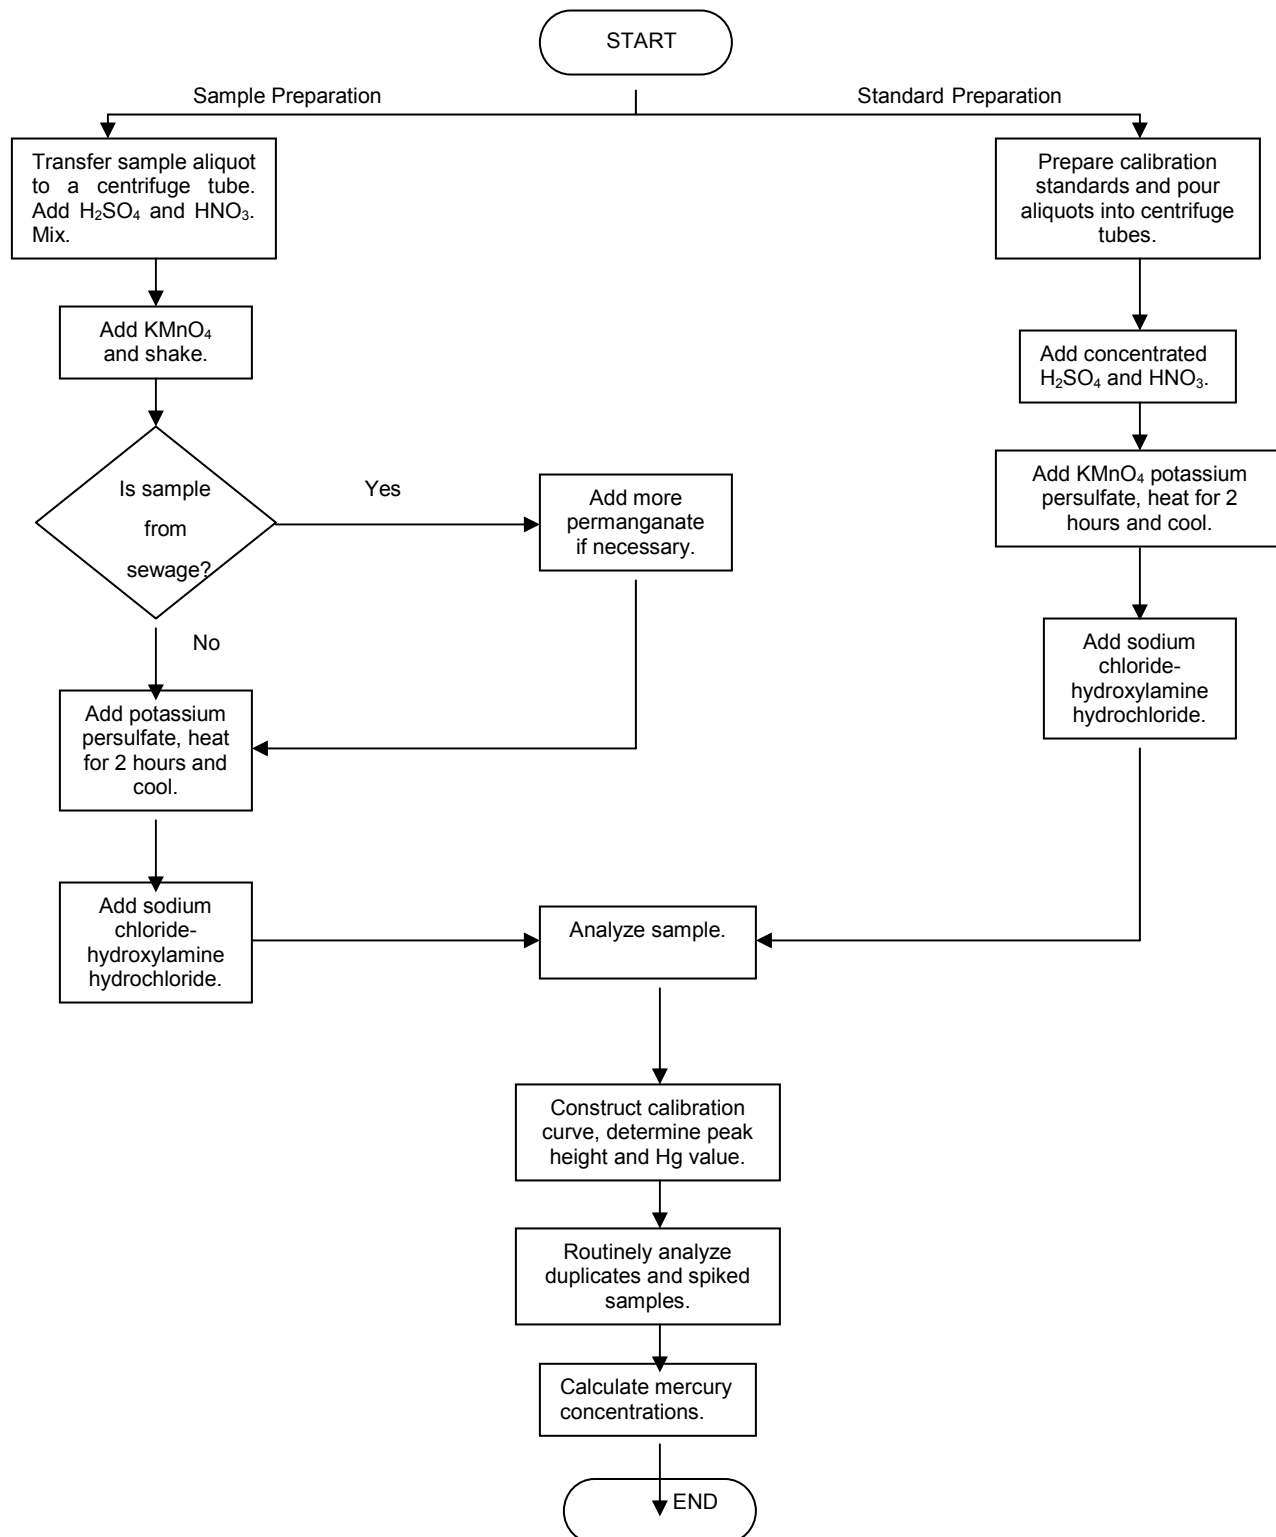 START
Sample Preparation
Standard Preparation
Transfer sample aliquot
to a centrifuge tube.
Add H₂SO₄ and HNO₃.
Mix.
Add KMnO₄
and shake.
Is sample
from
sewage?
Yes
Add more
permanganate
if necessary.
No
Add potassium
persulfate, heat
for 2 hours and
cool.
Add sodium
chloride-
hydroxylamine
hydrochloride.
Prepare calibration
standards and pour
aliquots into centrifuge
tubes.
Add concentrated
H₂SO₄ and HNO₃.
Add KMnO₄ potassium
persulfate, heat for 2
hours and cool.
Add sodium
chloride-
hydroxylamine
hydrochloride.
Analyze sample.
Construct calibration
curve, determine peak
height and Hg value.
Routinely analyze
duplicates and spiked
samples.
Calculate mercury
concentrations.
END